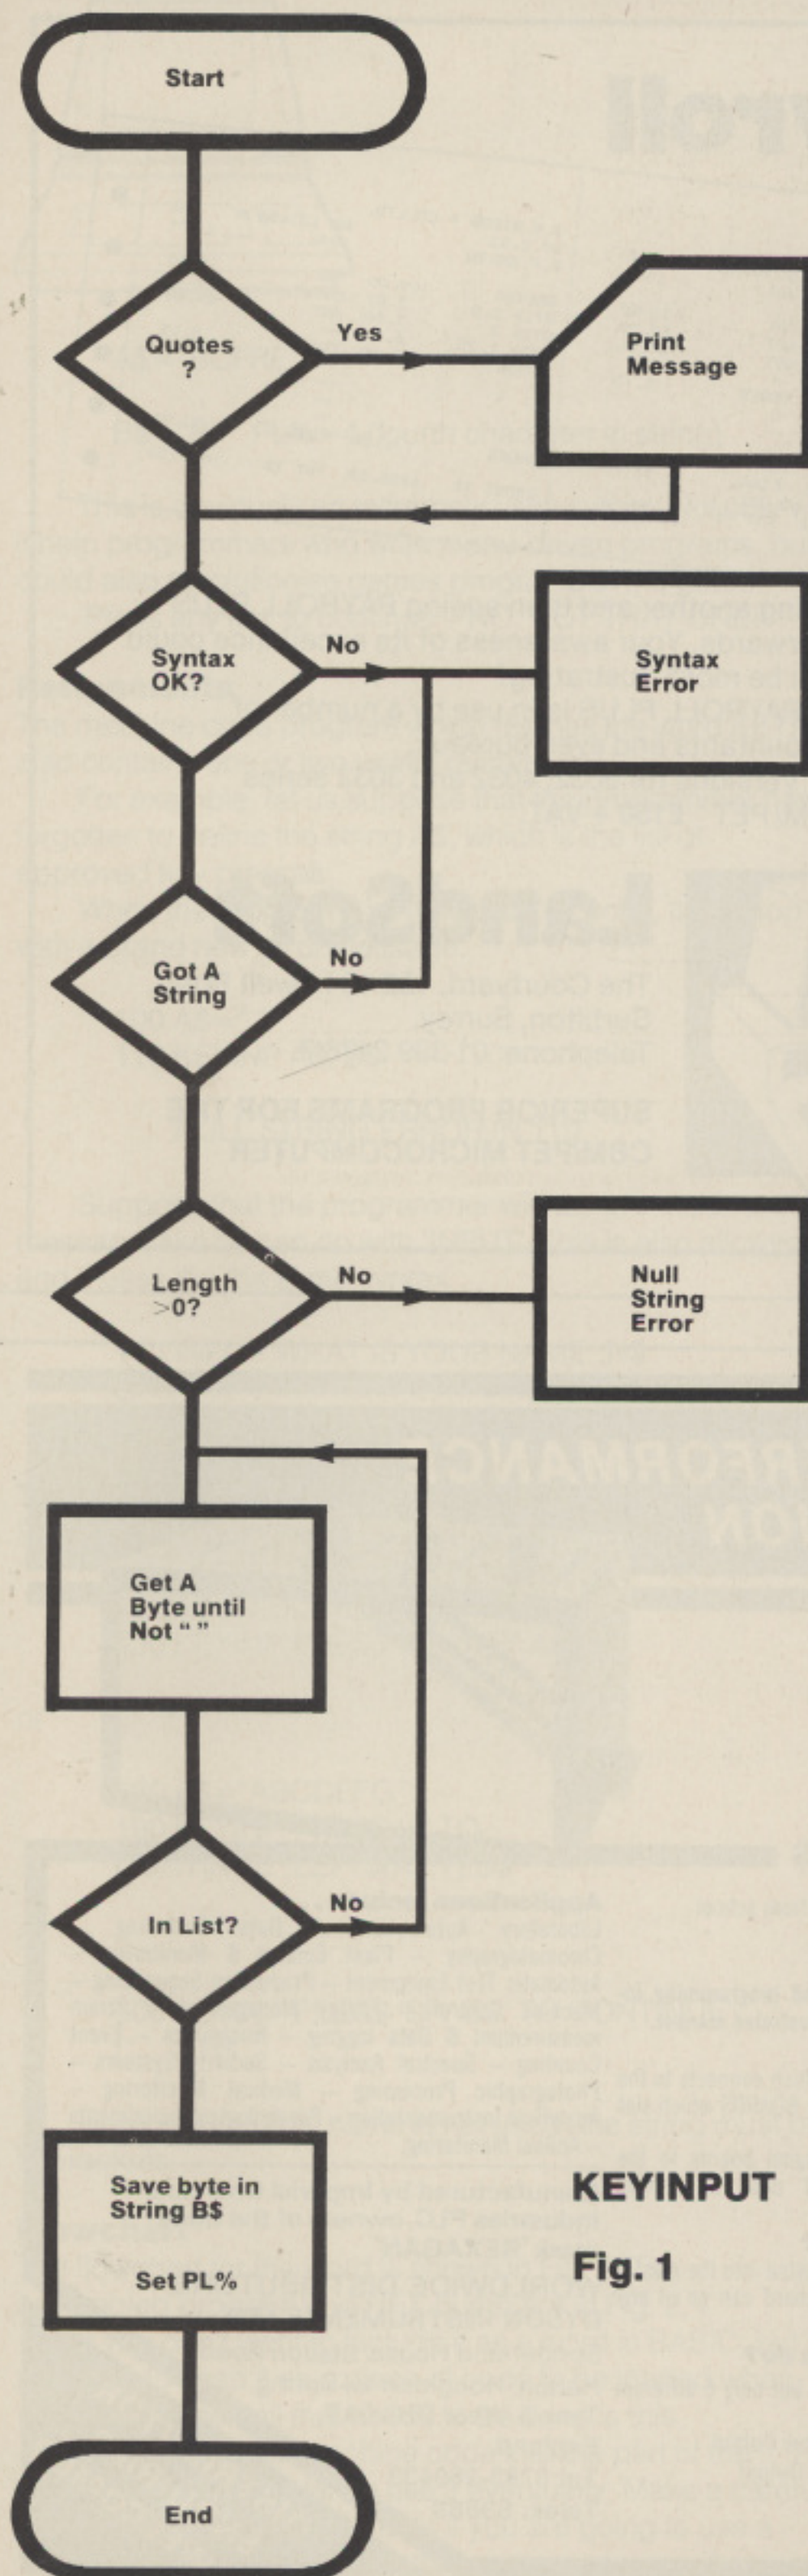 Start
Quotes
?
Yes
Print
Message
Syntax
OK?
No
Syntax
Error
Got A
String
No
Length
>0?
No
Null
String
Error
Get A
Byte until
Not “ ”
In List?
No
Save byte in
String B$
Set PL%
KEYINPUT
Fig. 1
End